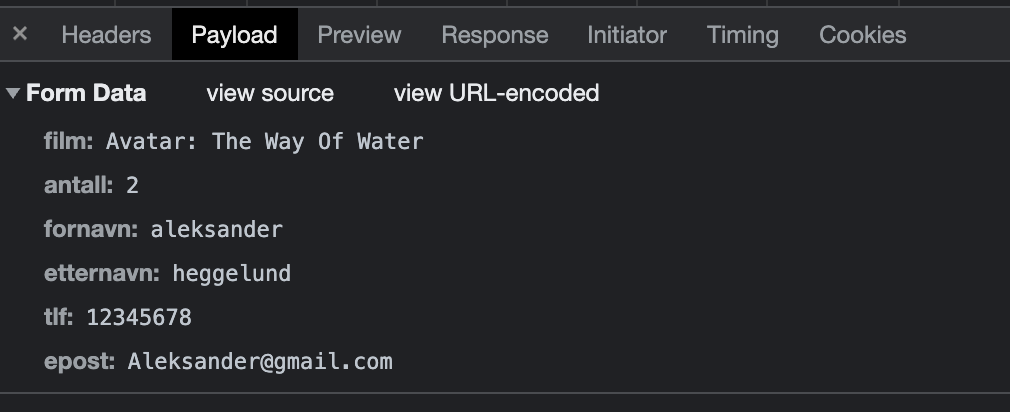 × Headers Payload Preview Response Initiator Timing Cookies
▼ Form Data view source view URL-encoded
film: Avatar: The Way Of Water
antall: 2
fornavn: aleksander
etternavn: heggelund
tlf: 12345678
epost: Aleksander@gmail.com